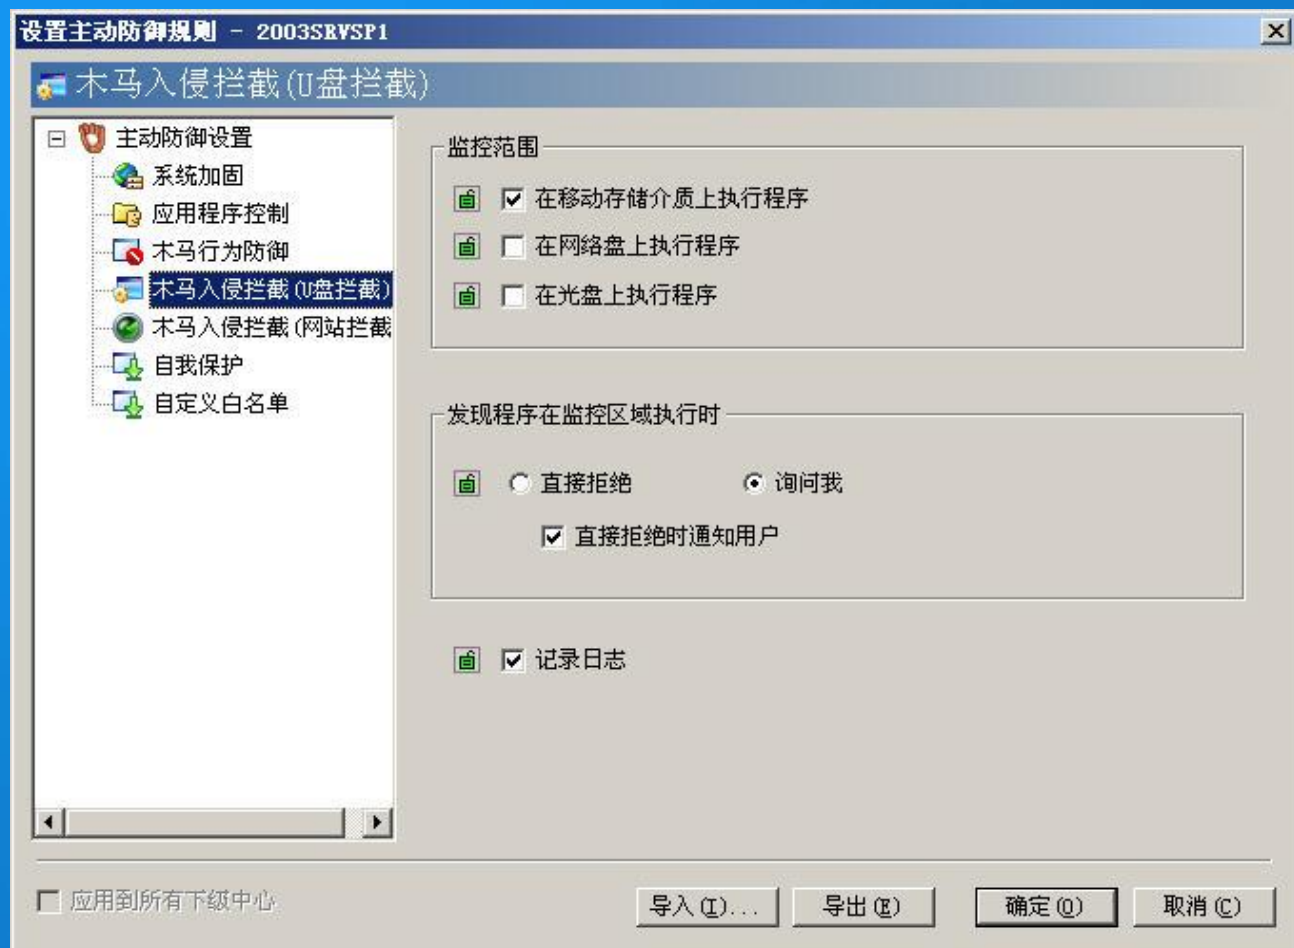 设置主动防御规则 - 2003SRVSP1
木马入侵拦截(U盘拦截)
主动防御设置
系统加固
应用程序控制
木马行为防御
木马入侵拦截(U盘拦截)
木马入侵拦截(网站拦截
自我保护
自定义白名单
监控范围
在移动存储介质上执行程序
在网络盘上执行程序
在光盘上执行程序
发现程序在监控区域执行时
直接拒绝 询问我
直接拒绝时通知用户
记录日志
应用到所有下级中心 导入(I)... 导出(E) 确定(O) 取消(C)